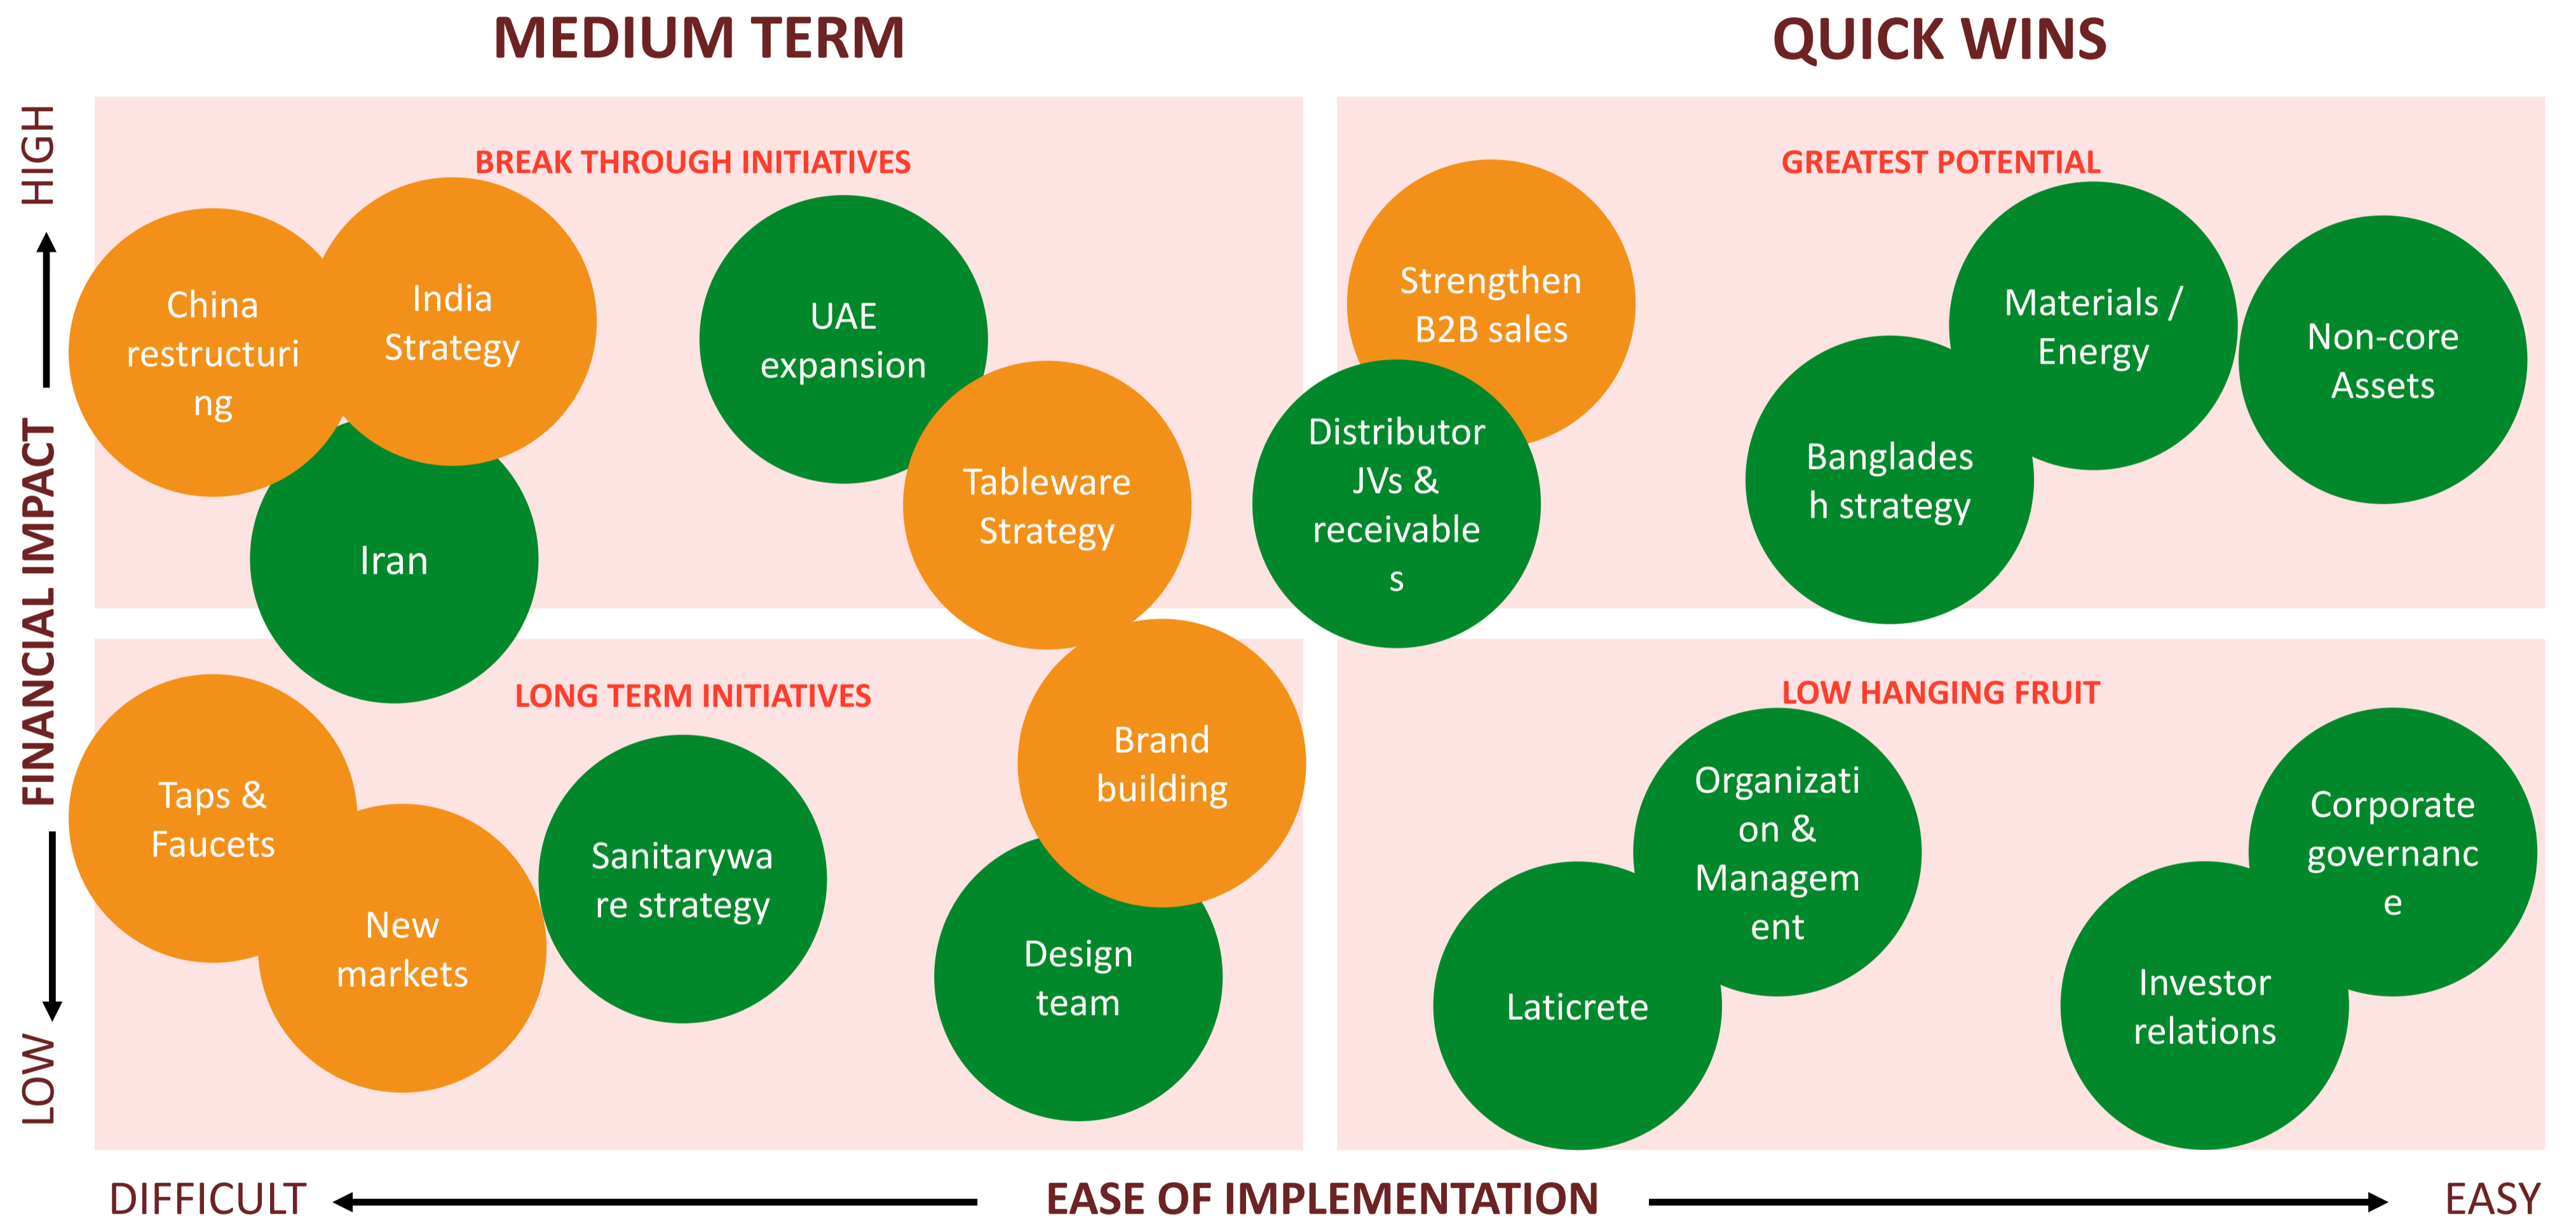 MEDIUM TERM
QUICK WINS
HIGH
FINANCIAL IMPACT
LOW
BREAK THROUGH INITIATIVES
China
restructuri
ng
India
Strategy
UAE
expansion
Tableware
Strategy
Iran
GREATEST POTENTIAL
Strengthen
B2B sales
Distributor
JVs &
receivable
s
Materials /
Energy
Banglades
h strategy
Non-core
Assets
LONG TERM INITIATIVES
Taps &
Faucets
New
markets
Sanitarywa
re strategy
Brand
building
Design
team
LOW HANGING FRUIT
Organizati
on &
Managem
ent
Laticrete
Corporate
governanc
e
Investor
relations
DIFFICULT
EASE OF IMPLEMENTATION
EASY